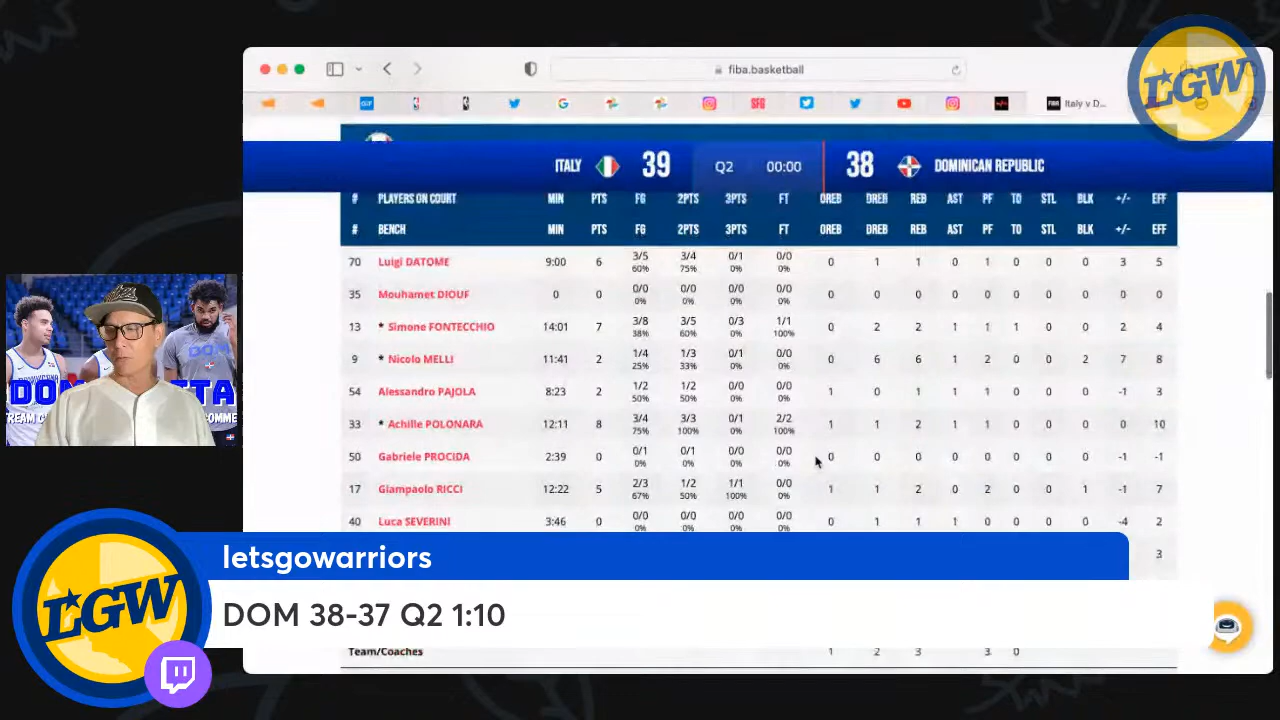 LGW
fiba.basketball
GIF
SFG
FIBA Italy v D...
ITALY 39 Q2 00:00 38 DOMINICAN REPUBLIC
# PLAYERS ON COURT MIN PTS FG 2PTS 3PTS FT OREB DREB REB AST PF TO STL BLK +/- EFF
# BENCH MIN PTS FG 2PTS 3PTS FT OREB DREB REB AST PF TO STL BLK +/- EFF
70 Luigi DATOME 9:00 6 3/5 60% 3/4 75% 0/1 0% 0/0 0% 0 1 1 0 1 0 0 0 3 5
35 Mouhamet DIOUF 0 0 0/0 0% 0/0 0% 0/0 0% 0/0 0% 0 0 0 0 0 0 0 0 0 0
13 * Simone FONTECCHIO 14:01 7 3/8 38% 3/5 60% 0/3 0% 1/1 100% 0 2 2 1 1 1 0 0 2 4
9 * Nicolo MELLI 11:41 2 1/4 25% 1/3 33% 0/1 0% 0/0 0% 0 6 6 1 2 0 0 2 7 8
54 Alessandro PAJOLA 8:23 2 1/2 50% 1/2 50% 0/0 0% 0/0 0% 1 0 1 1 1 0 0 0 -1 3
33 * Achille POLONARA 12:11 8 3/4 75% 3/3 100% 0/1 0% 2/2 100% 1 1 2 1 1 0 0 0 0 10
50 Gabriele PROCIDA 2:39 0 0/1 0% 0/1 0% 0/0 0% 0/0 0% 0 0 0 0 0 0 0 0 -1 -1
17 Giampaolo RICCI 12:22 5 2/3 67% 1/2 50% 1/1 100% 0/0 0% 1 1 2 0 2 0 0 1 -1 7
40 Luca SEVERINI 3:46 0 0/0 0% 0/0 0% 0/0 0% 0/0 0% 0 1 1 1 0 0 0 0 -4 2
3
Team/Coaches 1 2 3 3 0
letsgowarriors
DOM 38-37 Q2 1:10
LGW